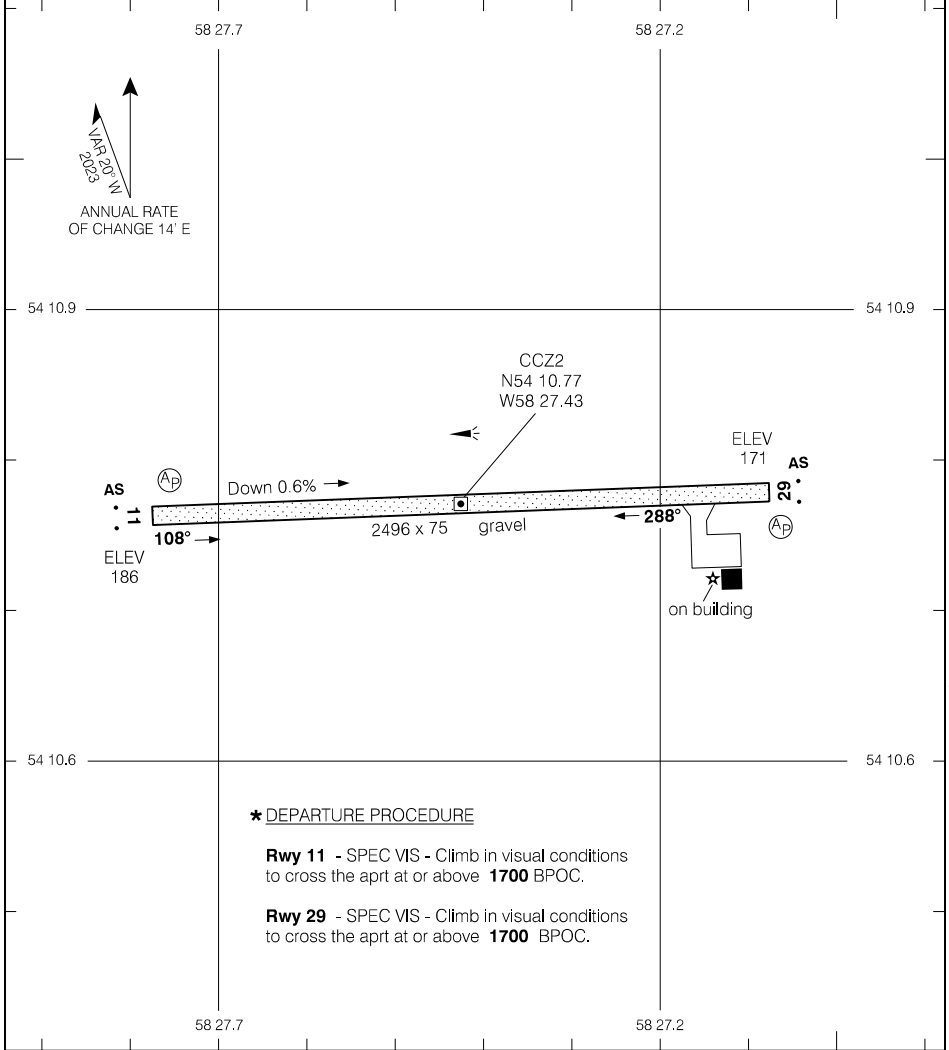 58 27.7
58 27.2
VAR 20° W
2023
ANNUAL RATE
OF CHANGE 14' E
54 10.9
54 10.9
CCZ2
N54 10.77
W58 27.43
ELEV
171
AS
29
AP
AS
11
AP
Down 0.6%
108°
2496 x 75 gravel
288°
ELEV
186
on building
54 10.6
54 10.6
* DEPARTURE PROCEDURE
Rwy 11 - SPEC VIS - Climb in visual conditions
to cross the aprt at or above 1700 BPOC.
Rwy 29 - SPEC VIS - Climb in visual conditions
to cross the aprt at or above 1700 BPOC.
58 27.7
58 27.2